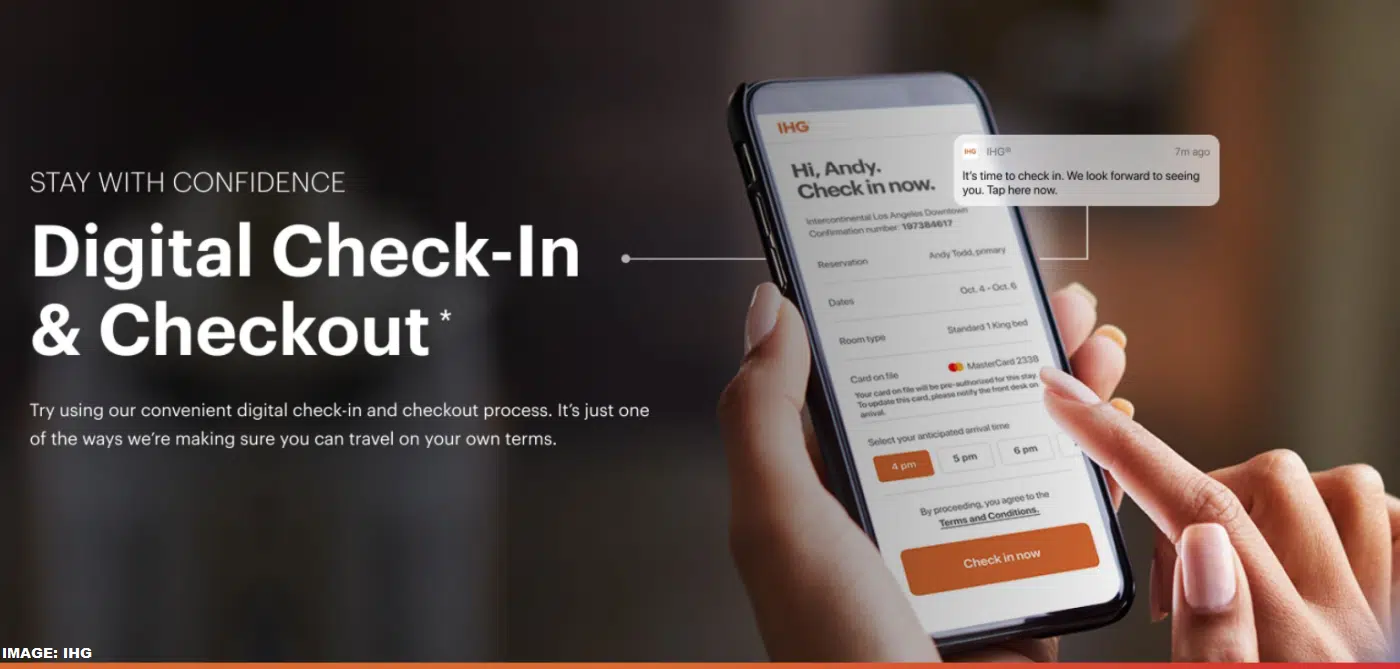 STAY WITH CONFIDENCE
Digital Check-In
& Checkout *
Try using our convenient digital check-in and checkout process. It’s just one
of the ways we’re making sure you can travel on your own terms.
IHG
Hi, Andy.
Check in now.
Intercontinental Los Angeles Downtown
Confirmation number: 197384617
Reservation Andy Todd, primary
Dates Oct. 4 - Oct. 6
Room type Standard 1 King bed
Card on file MasterCard 2338
Your card on file will be pre-authorized for this stay.
To update this card, please notify the front desk on
arrival.
Select your anticipated arrival time
4 pm 5 pm 6 pm
By proceeding, you agree to the
Terms and Conditions.
Check in now
IHG IHG® 7m ago
It’s time to check in. We look forward to seeing
you. Tap here now.
IMAGE: IHG